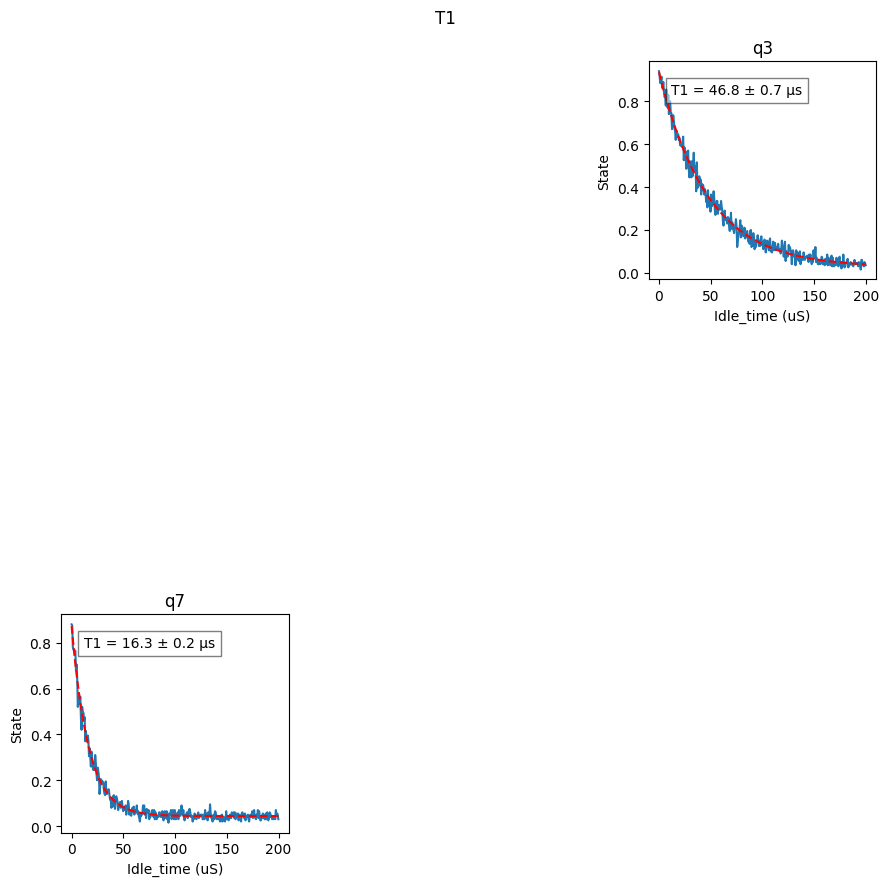 T1
q3
T1 = 46.8 ± 0.7 µs
0.8
0.6
0.4
0.2
0.0
State
0 50 100 150 200
Idle_time (uS)
q7
T1 = 16.3 ± 0.2 µs
0.8
0.6
0.4
0.2
0.0
State
0 50 100 150 200
Idle_time (uS)